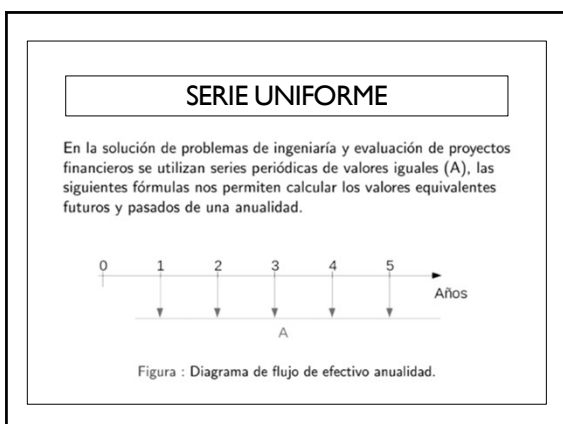 SERIE UNIFORME
En la solución de problemas de ingeniaría y evaluación de proyectos
financieros se utilizan series periódicas de valores iguales (A), las
siguientes fórmulas nos permiten calcular los valores equivalentes
futuros y pasados de una anualidad.
0 1 2 3 4 5
Años
A
Figura : Diagrama de flujo de efectivo anualidad.